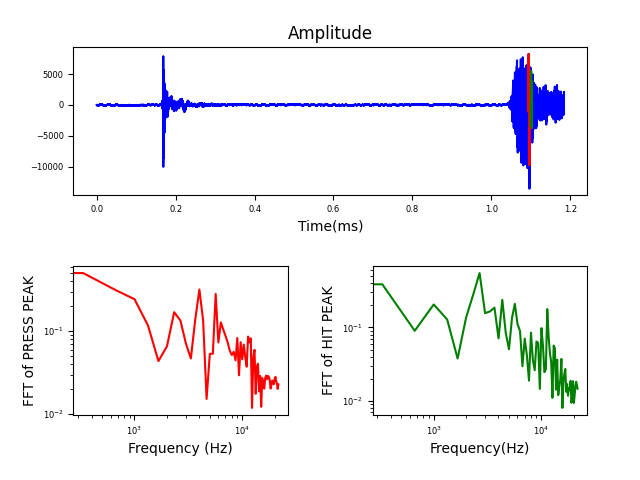 Amplitude
5000
0
−5000
−10000
0.0 0.2 0.4 0.6 0.8 1.0 1.2
Time(ms)
FFT of PRESS PEAK
10⁻¹
10⁻²
10³ 10⁴
Frequency (Hz)
FFT of HIT PEAK
10⁻¹
10⁻²
10³ 10⁴
Frequency(Hz)